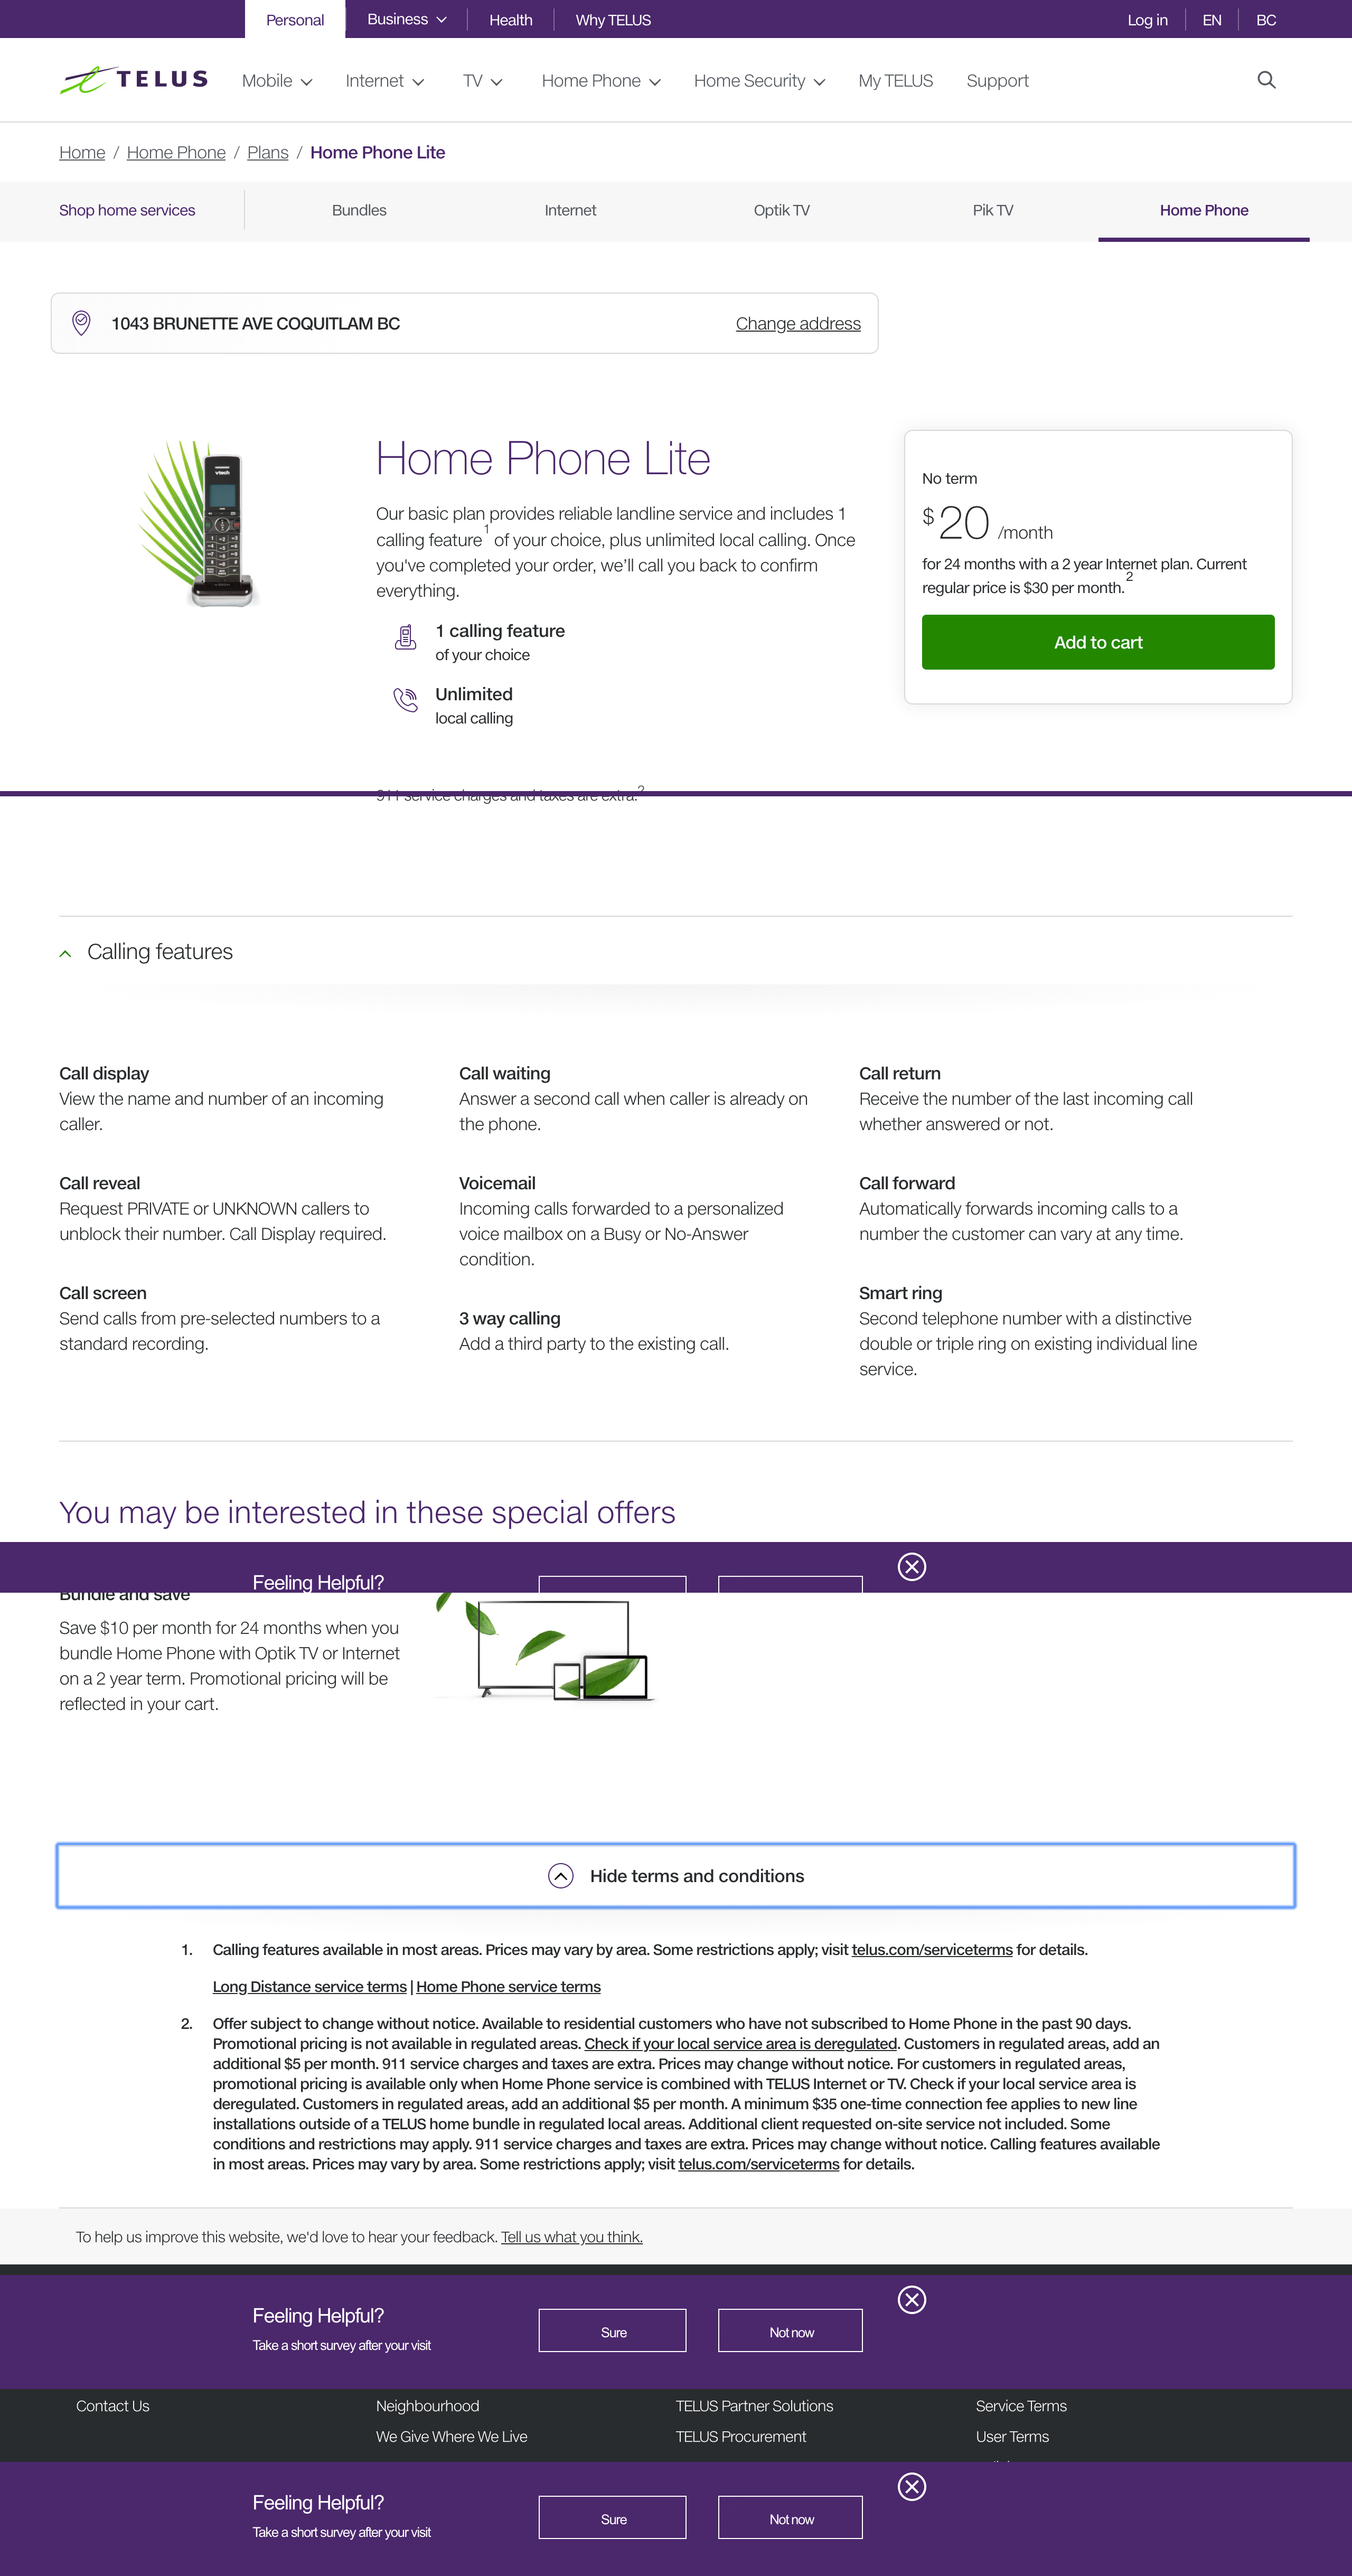 Personal
Business
Health
Why TELUS
Log in
EN
BC
TELUS
Mobile
Internet
TV
Home Phone
Home Security
My TELUS
Support
Home / Home Phone / Plans / Home Phone Lite
Shop home services
Bundles
Internet
Optik TV
Pik TV
Home Phone
1043 BRUNETTE AVE COQUITLAM BC
Change address
vtech
Home Phone Lite
Our basic plan provides reliable landline service and includes 1
calling feature1 of your choice, plus unlimited local calling. Once
you've completed your order, we'll call you back to confirm
everything.
1 calling feature
of your choice
Unlimited
local calling
No term
$20 /month
for 24 months with a 2 year Internet plan. Current
regular price is $30 per month.2
Add to cart
911 service charges and taxes are extra.2
Calling features
Call display
View the name and number of an incoming
caller.
Call waiting
Answer a second call when caller is already on
the phone.
Call return
Receive the number of the last incoming call
whether answered or not.
Call reveal
Request PRIVATE or UNKNOWN callers to
unblock their number. Call Display required.
Voicemail
Incoming calls forwarded to a personalized
voice mailbox on a Busy or No-Answer
condition.
Call forward
Automatically forwards incoming calls to a
number the customer can vary at any time.
Call screen
Send calls from pre-selected numbers to a
standard recording.
3 way calling
Add a third party to the existing call.
Smart ring
Second telephone number with a distinctive
double or triple ring on existing individual line
service.
You may be interested in these special offers
Feeling Helpful?
Bundle and save
Save $10 per month for 24 months when you
bundle Home Phone with Optik TV or Internet
on a 2 year term. Promotional pricing will be
reflected in your cart.
Hide terms and conditions
1. Calling features available in most areas. Prices may vary by area. Some restrictions apply; visit telus.com/serviceterms for details.
Long Distance service terms | Home Phone service terms
2. Offer subject to change without notice. Available to residential customers who have not subscribed to Home Phone in the past 90 days.
Promotional pricing is not available in regulated areas. Check if your local service area is deregulated. Customers in regulated areas, add an
additional $5 per month. 911 service charges and taxes are extra. Prices may change without notice. For customers in regulated areas,
promotional pricing is available only when Home Phone service is combined with TELUS Internet or TV. Check if your local service area is
deregulated. Customers in regulated areas, add an additional $5 per month. A minimum $35 one-time connection fee applies to new line
installations outside of a TELUS home bundle in regulated local areas. Additional client requested on-site service not included. Some
conditions and restrictions may apply. 911 service charges and taxes are extra. Prices may change without notice. Calling features available
in most areas. Prices may vary by area. Some restrictions apply; visit telus.com/serviceterms for details.
To help us improve this website, we'd love to hear your feedback. Tell us what you think.
Feeling Helpful?
Take a short survey after your visit
Sure
Not now
Contact Us
Neighbourhood
TELUS Partner Solutions
Service Terms
We Give Where We Live
TELUS Procurement
User Terms
Feeling Helpful?
Take a short survey after your visit
Sure
Not now